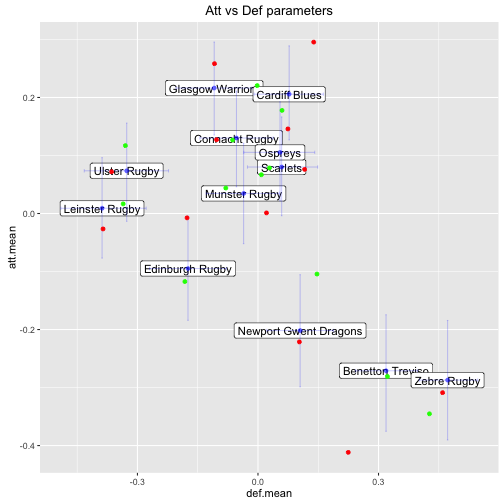 Att vs Def parameters
0.2
0.0
-0.2
-0.4
att.mean
Glasgow Warriors
Cardiff Blues
Connacht Rugby
Ospreys
Scarlets
Ulster Rugby
Munster Rugby
Leinster Rugby
Edinburgh Rugby
Newport Gwent Dragons
Benetton Treviso
Zebre Rugby
-0.3
0.0
0.3
def.mean